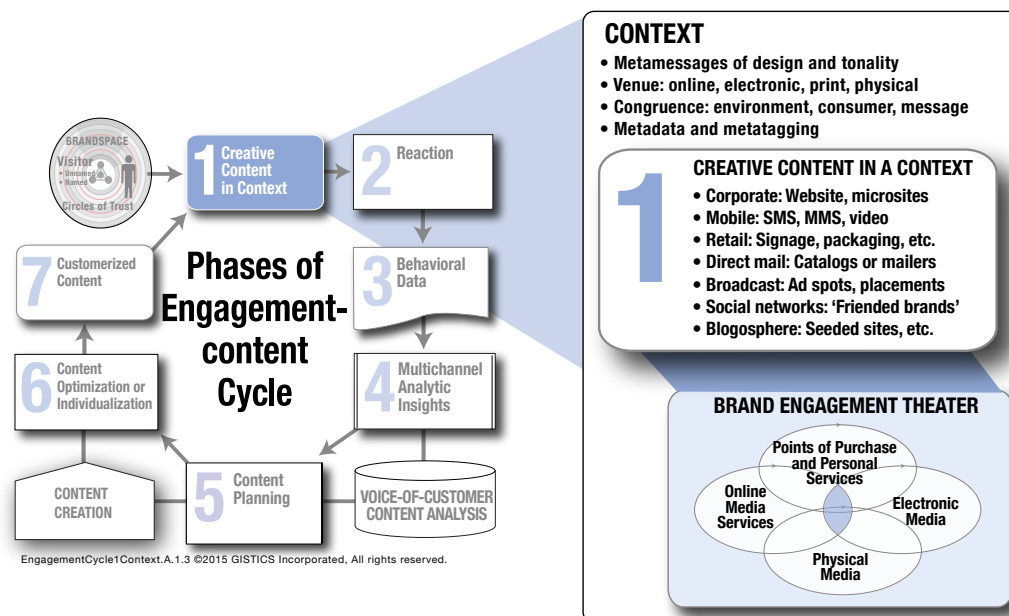 BRANDSPACE
Visitor
• Unnamed
• Named
Circles of Trust
1
Creative
Content
in Context
2
Reaction
3
Behavioral
Data
4
Multichannel
Analytic
Insights
5
Content
Planning
6
Content
Optimization or
Individualization
7
Customerized
Content
Phases of
Engagement-
content
Cycle
CONTENT
CREATION
VOICE-OF-CUSTOMER
CONTENT ANALYSIS
EngagementCycle1Context.A.1.3 ©2015 GISTICS Incorporated, All rights reserved.
CONTEXT
• Metamessages of design and tonality
• Venue: online, electronic, print, physical
• Congruence: environment, consumer, message
• Metadata and metatagging
1
CREATIVE CONTENT IN A CONTEXT
• Corporate: Website, microsites
• Mobile: SMS, MMS, video
• Retail: Signage, packaging, etc.
• Direct mail: Catalogs or mailers
• Broadcast: Ad spots, placements
• Social networks: ‘Friended brands’
• Blogosphere: Seeded sites, etc.
BRAND ENGAGEMENT THEATER
Points of Purchase
and Personal
Services
Online
Media
Services
Electronic
Media
Physical
Media